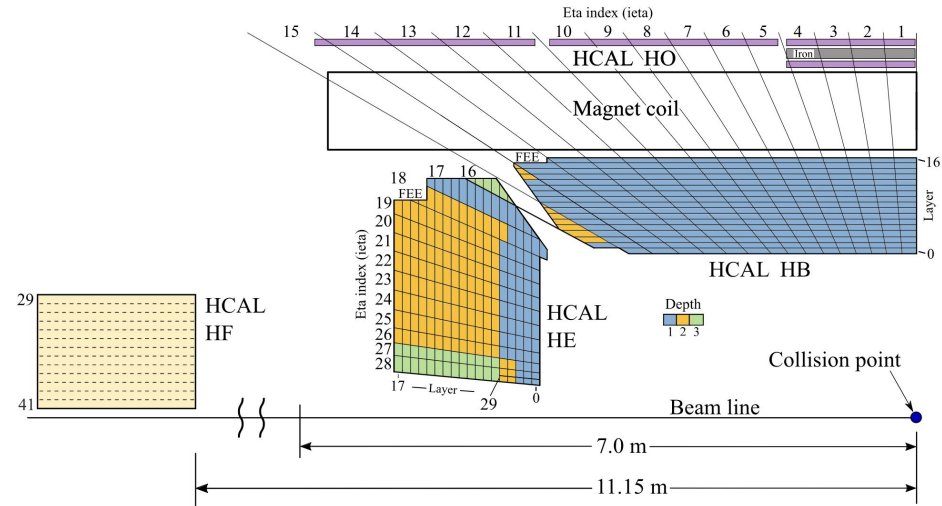 Eta index (ieta)
15 14 13 12 11 10 9 8 7 6 5 4 3 2 1
HCAL HO
Iron
Magnet coil
FEE
16
Layer
0
HCAL HB
18 17 16
FEE
19
20
21
22
23
24
25
26
27
28
Eta index (ieta)
17
Layer
29
0
HCAL
HE
Depth
1 2 3
29
41
HCAL
HF
Collision point
Beam line
7.0 m
11.15 m